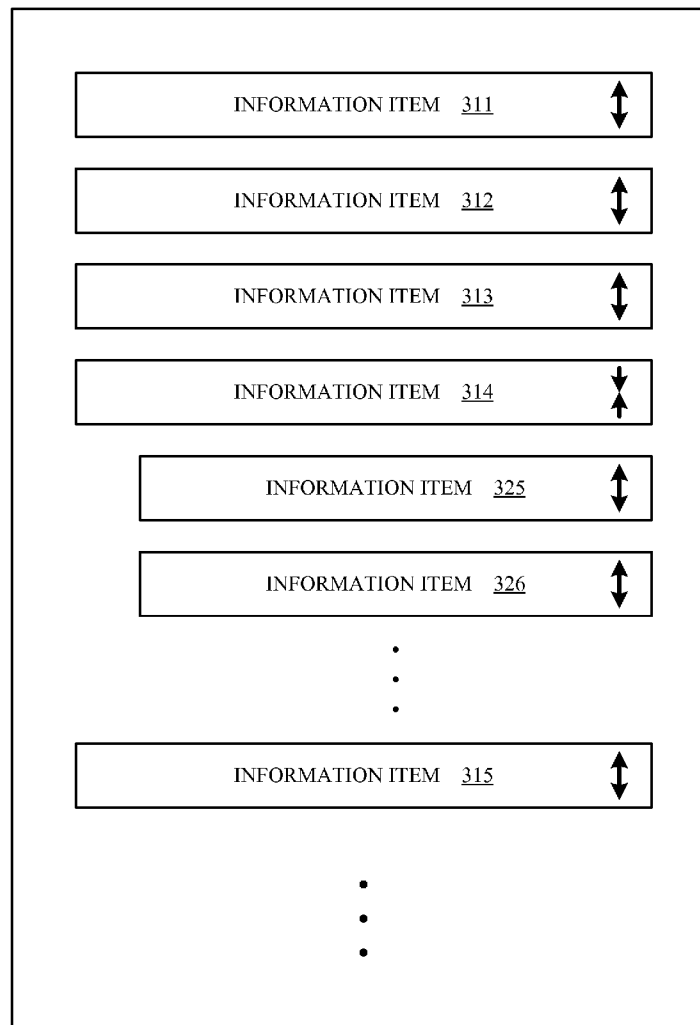 INFORMATION ITEM 311
INFORMATION ITEM 312
INFORMATION ITEM 313
INFORMATION ITEM 314
INFORMATION ITEM 325
INFORMATION ITEM 326
INFORMATION ITEM 315